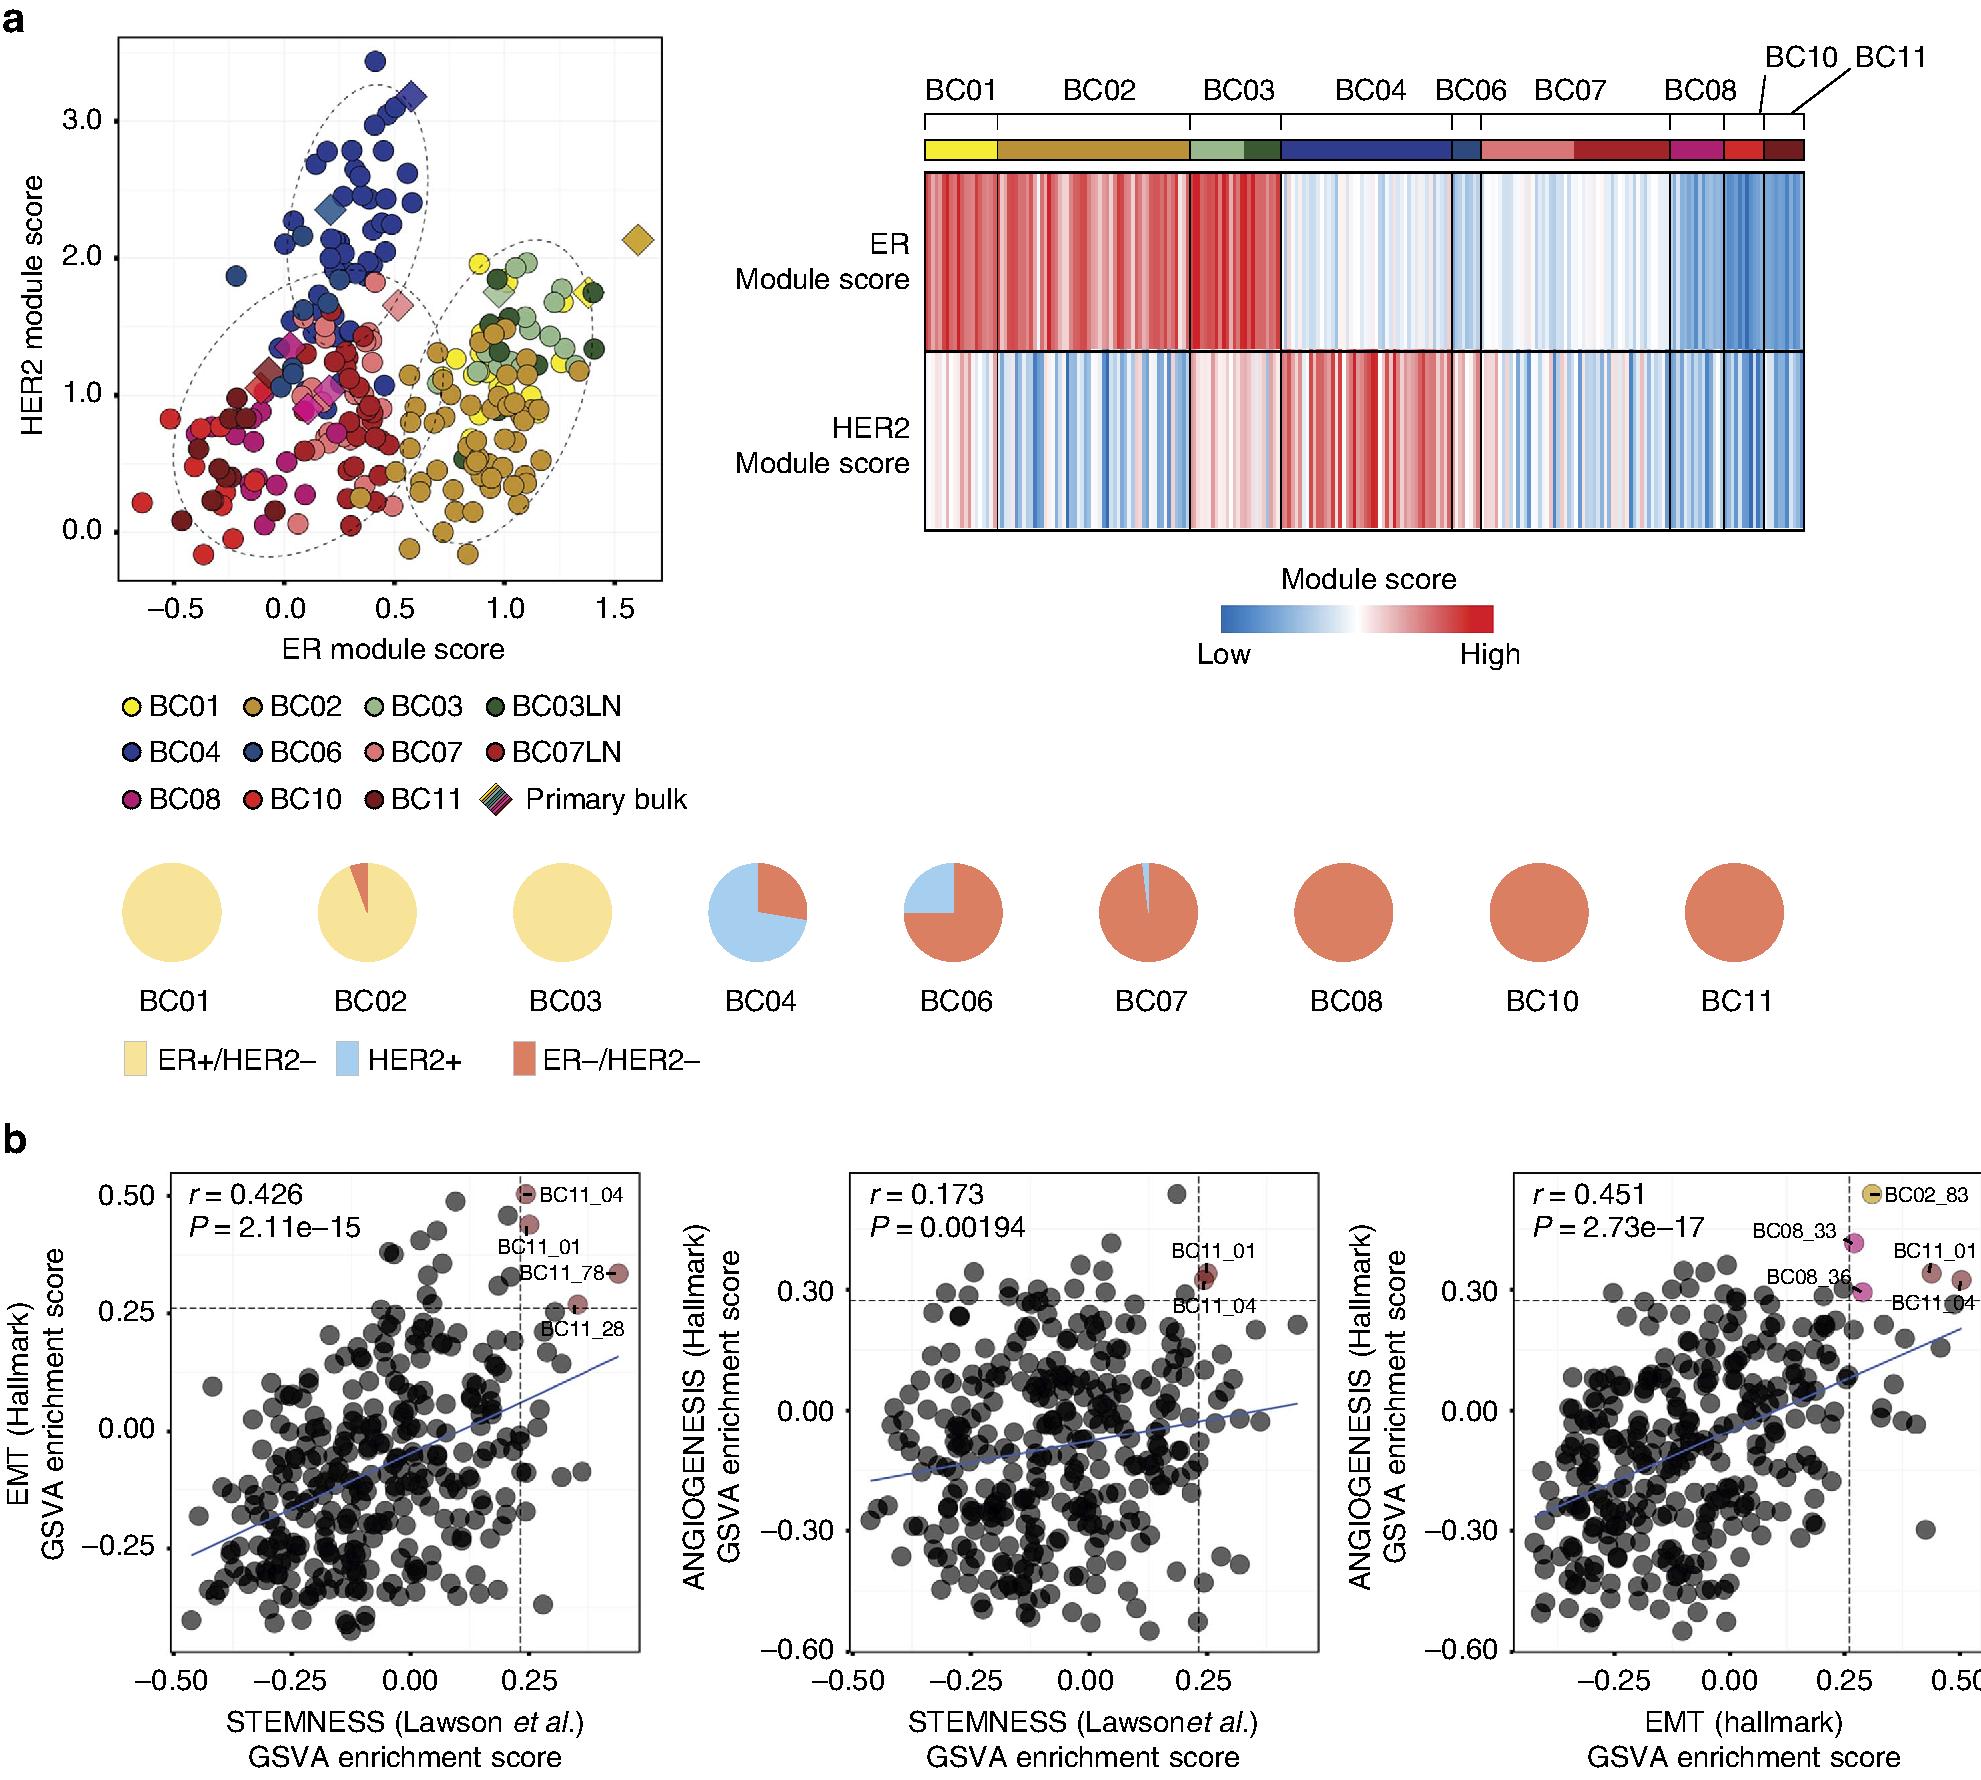 a
3.0
2.0
1.0
0.0
HER2 module score
−0.5 0.0 0.5 1.0 1.5
ER module score
BC10 BC11
BC01 BC02 BC03 BC04 BC06 BC07 BC08
ER
Module score
HER2
Module score
Module score
Low High
BC01 BC02 BC03 BC03LN
BC04 BC06 BC07 BC07LN
BC08 BC10 BC11 Primary bulk
BC01 BC02 BC03 BC04 BC06 BC07 BC08 BC10 BC11
ER+/HER2− HER2+ ER−/HER2−
b
EMT (Hallmark)
GSVA enrichment score
0.50
0.25
0.00
−0.25
r = 0.426
P = 2.11e−15
BC11_04
BC11_01
BC11_78
BC11_28
−0.50 −0.25 0.00 0.25
STEMNESS (Lawson et al.)
GSVA enrichment score
ANGIOGENESIS (Hallmark)
GSVA enrichment score
0.30
0.00
−0.30
−0.60
r = 0.173
P = 0.00194
BC11_01
BC11_04
−0.50 −0.25 0.00 0.25
STEMNESS (Lawsonet al.)
GSVA enrichment score
ANGIOGENESIS (Hallmark)
GSVA enrichment score
0.30
0.00
−0.30
−0.60
r = 0.451
P = 2.73e−17
BC02_83
BC08_33
BC11_01
BC08_36
BC11_04
−0.25 0.00 0.25 0.50
EMT (hallmark)
GSVA enrichment score